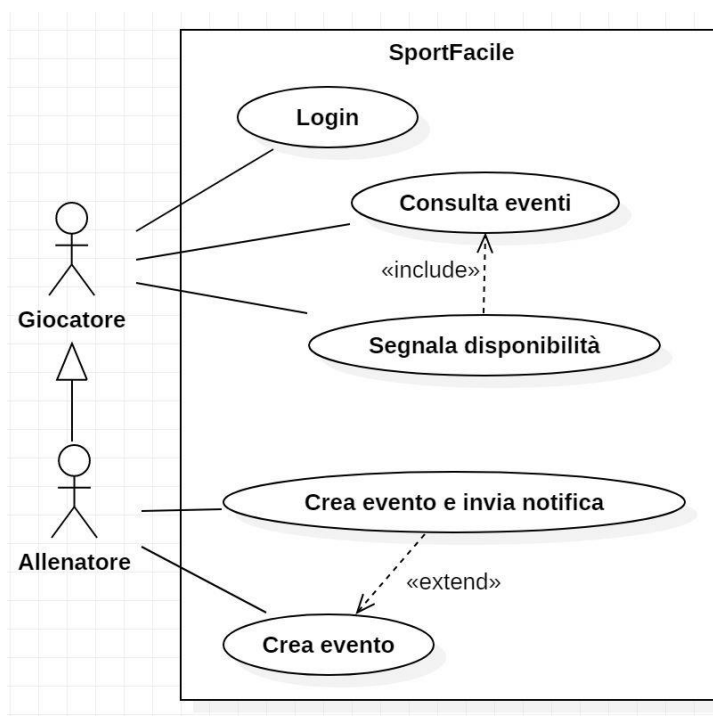 SportFacile
Login
Consulta eventi
«include»
Giocatore
Segnala disponibilità
Crea evento e invia notifica
Allenatore
«extend»
Crea evento